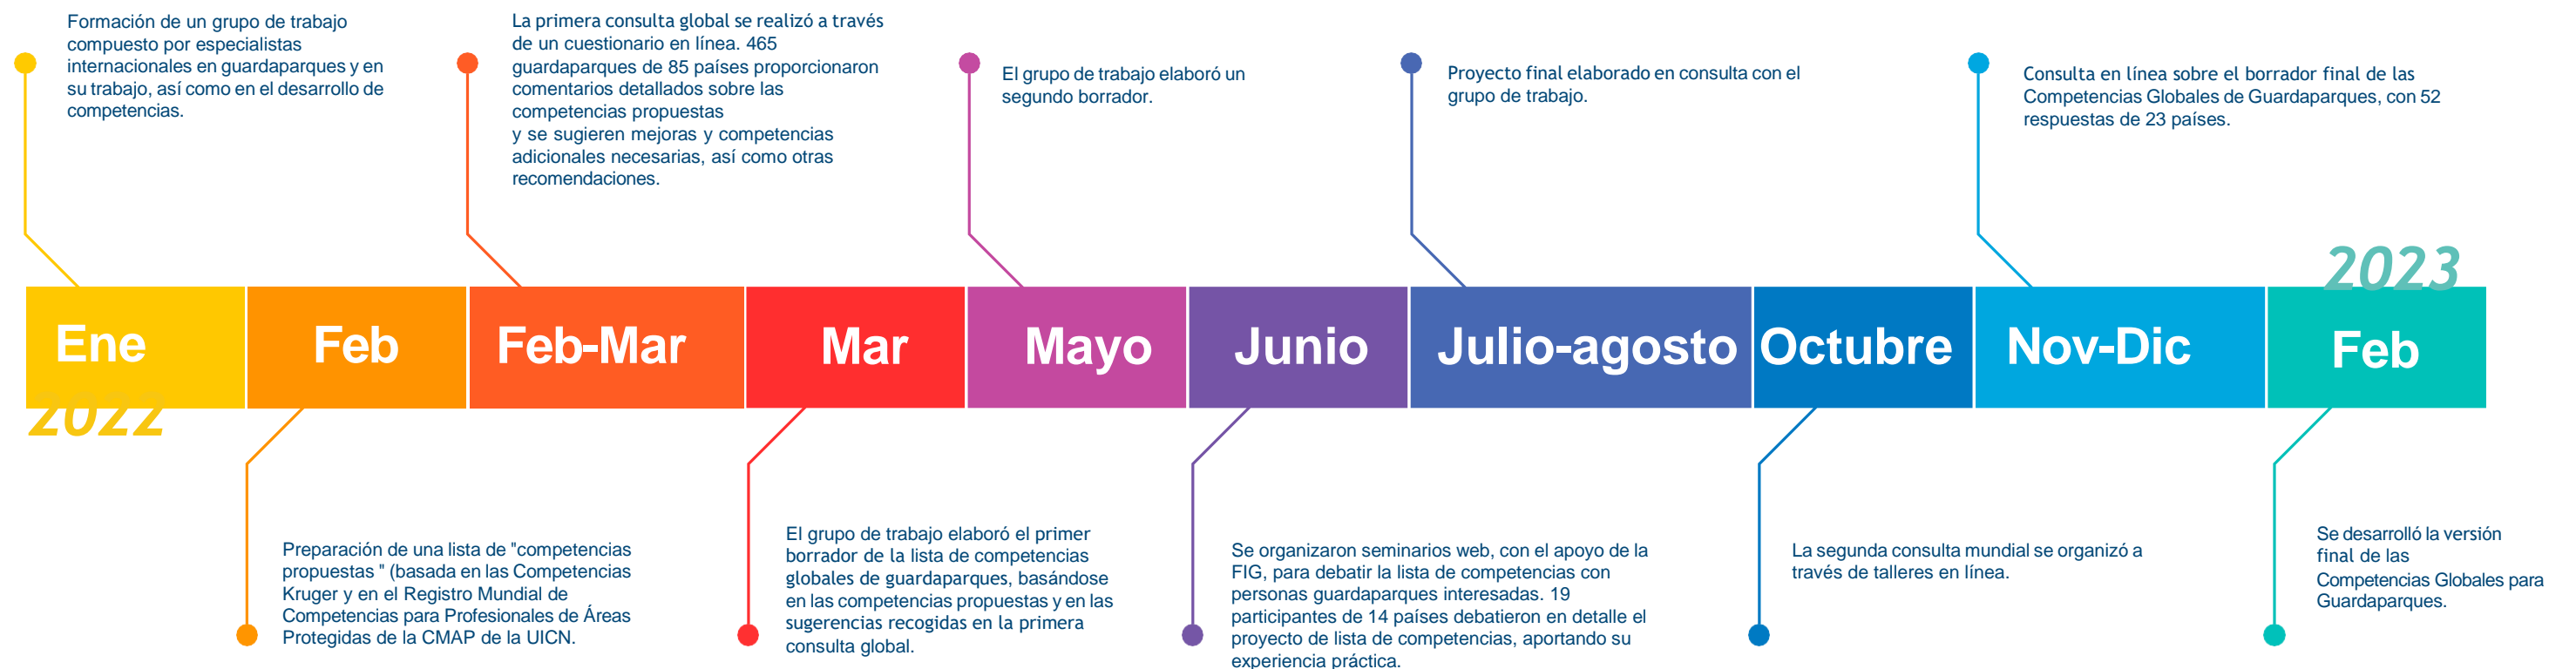 Formación de un grupo de trabajo
compuesto por especialistas
internacionales en guardaparques y en
su trabajo, así como en el desarrollo de
competencias.
La primera consulta global se realizó a través
de un cuestionario en línea. 465
guardaparques de 85 países proporcionaron
comentarios detallados sobre las
competencias propuestas
y se sugieren mejoras y competencias
adicionales necesarias, así como otras
recomendaciones.
El grupo de trabajo elaboró un
segundo borrador.
Proyecto final elaborado en consulta con el
grupo de trabajo.
Consulta en línea sobre el borrador final de las
Competencias Globales de Guardaparques, con 52
respuestas de 23 países.
2023
Ene
Feb
Feb-Mar
Mar
Mayo
Junio
Julio-agosto
Octubre
Nov-Dic
Feb
2022
Preparación de una lista de "competencias
propuestas " (basada en las Competencias
Kruger y en el Registro Mundial de
Competencias para Profesionales de Áreas
Protegidas de la CMAP de la UICN.
El grupo de trabajo elaboró el primer
borrador de la lista de competencias
globales de guardaparques, basándose
en las competencias propuestas y en las
sugerencias recogidas en la primera
consulta global.
Se organizaron seminarios web, con el apoyo de la
FIG, para debatir la lista de competencias con
personas guardaparques interesadas. 19
participantes de 14 países debatieron en detalle el
proyecto de lista de competencias, aportando su
experiencia práctica.
La segunda consulta mundial se organizó a
través de talleres en línea.
Se desarrolló la versión
final de las
Competencias Globales para
Guardaparques.